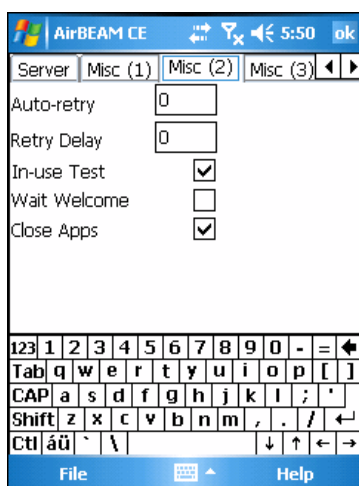 AirBEAM CE 5:50 ok
Server Misc (1) Misc (2) Misc (3)
Auto-retry 0
Retry Delay 0
In-use Test
Wait Welcome
Close Apps
123 1 2 3 4 5 6 7 8 9 0 - =
Tab q w e r t y u i o p [ ]
CAP a s d f g h j k l ; '
Shift z x c v b n m , . /
Ctl áü ` \
File Help